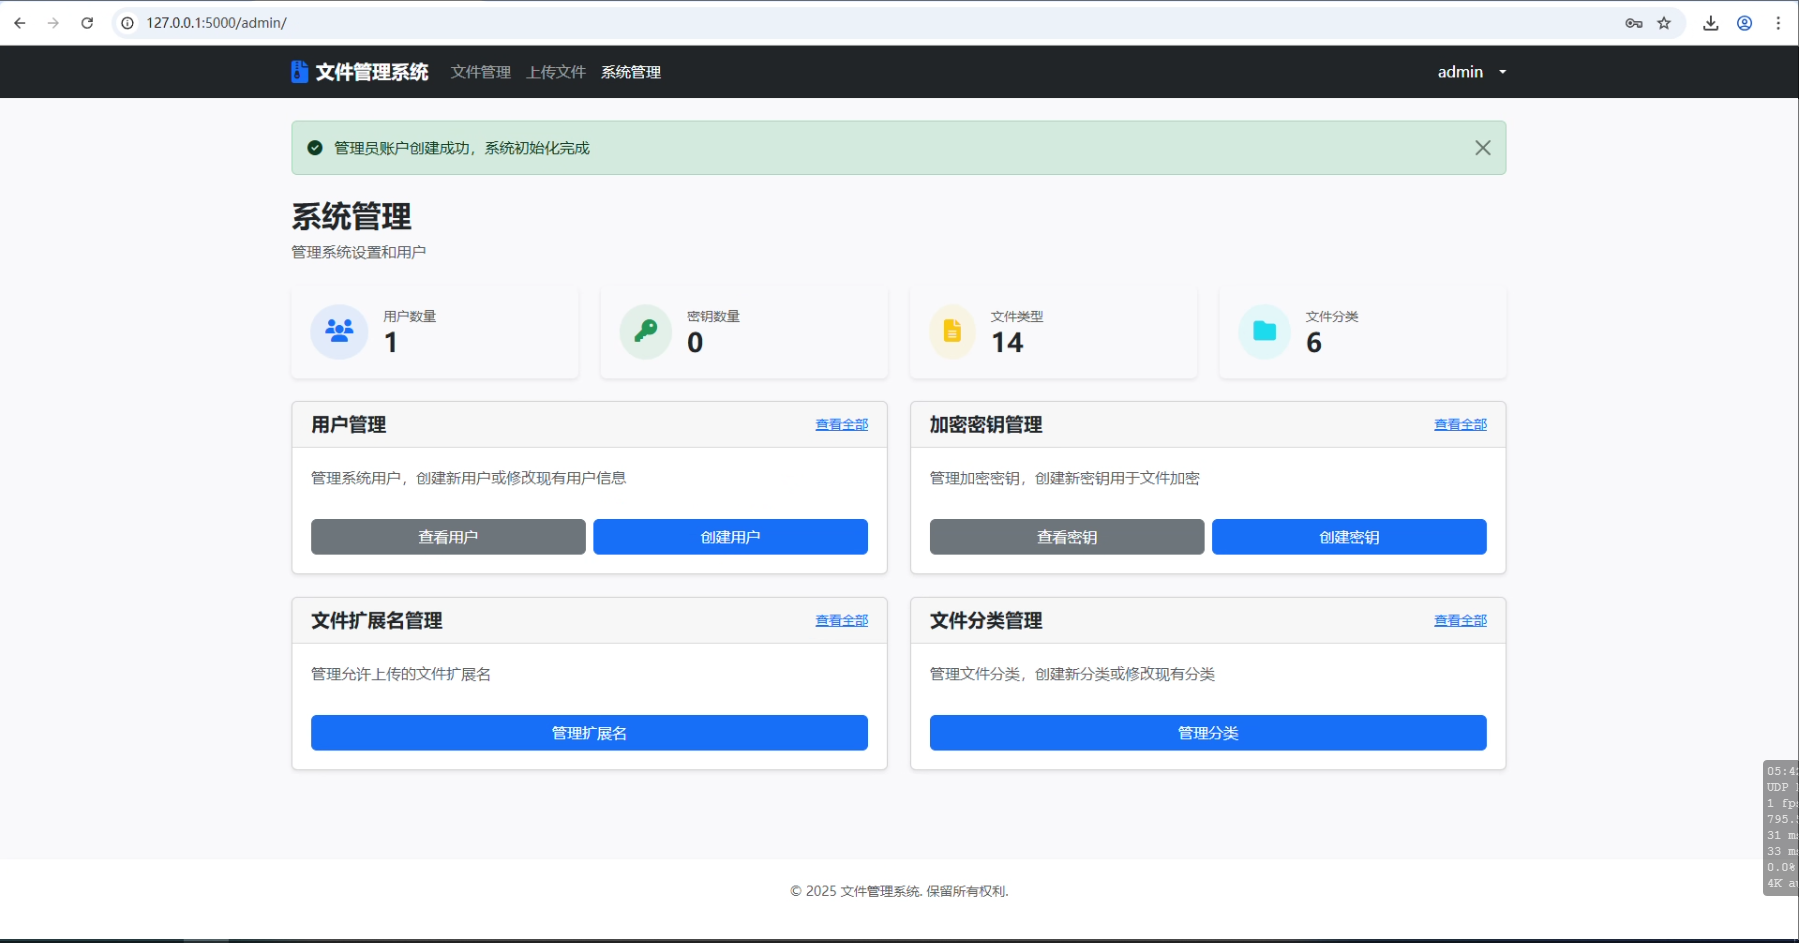 127.0.0.1:5000/admin/
文件管理系统 文件管理 上传文件 系统管理 admin
管理员账户创建成功，系统初始化完成
系统管理
管理系统设置和用户
用户数量
1
密钥数量
0
文件类型
14
文件分类
6
用户管理 查看全部
管理系统用户，创建新用户或修改现有用户信息
查看用户 创建用户
加密密钥管理 查看全部
管理加密密钥，创建新密钥用于文件加密
查看密钥 创建密钥
文件扩展名管理 查看全部
管理允许上传的文件扩展名
管理扩展名
文件分类管理 查看全部
管理文件分类，创建新分类或修改现有分类
管理分类
© 2025 文件管理系统. 保留所有权利.
UDP
1
31
33
0.0%
4K